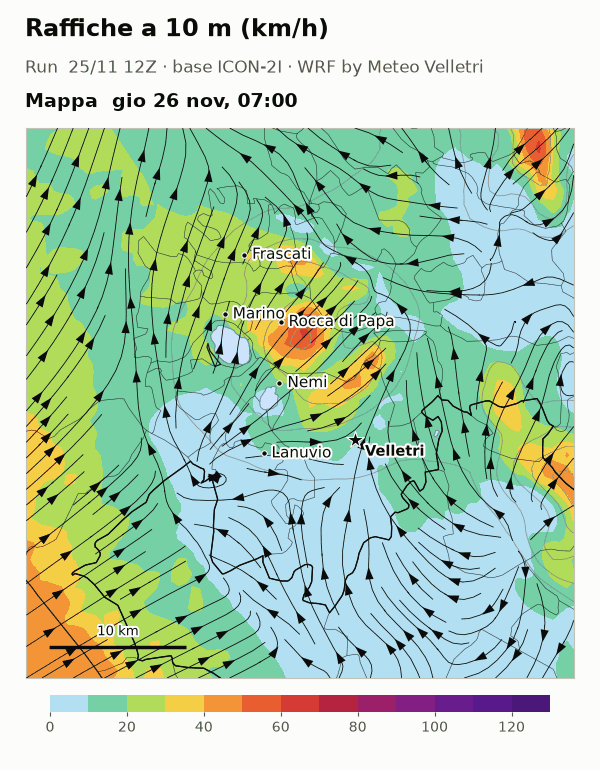 Raffiche a 10 m (km/h)
Run  25/11 12Z · base ICON-2I · WRF by Meteo Velletri
Mappa  gio 26 nov, 07:00
Frascati
Marino
Rocca di Papa
Nemi
Lanuvio
Velletri
10 km
0 20 40 60 80 100 120